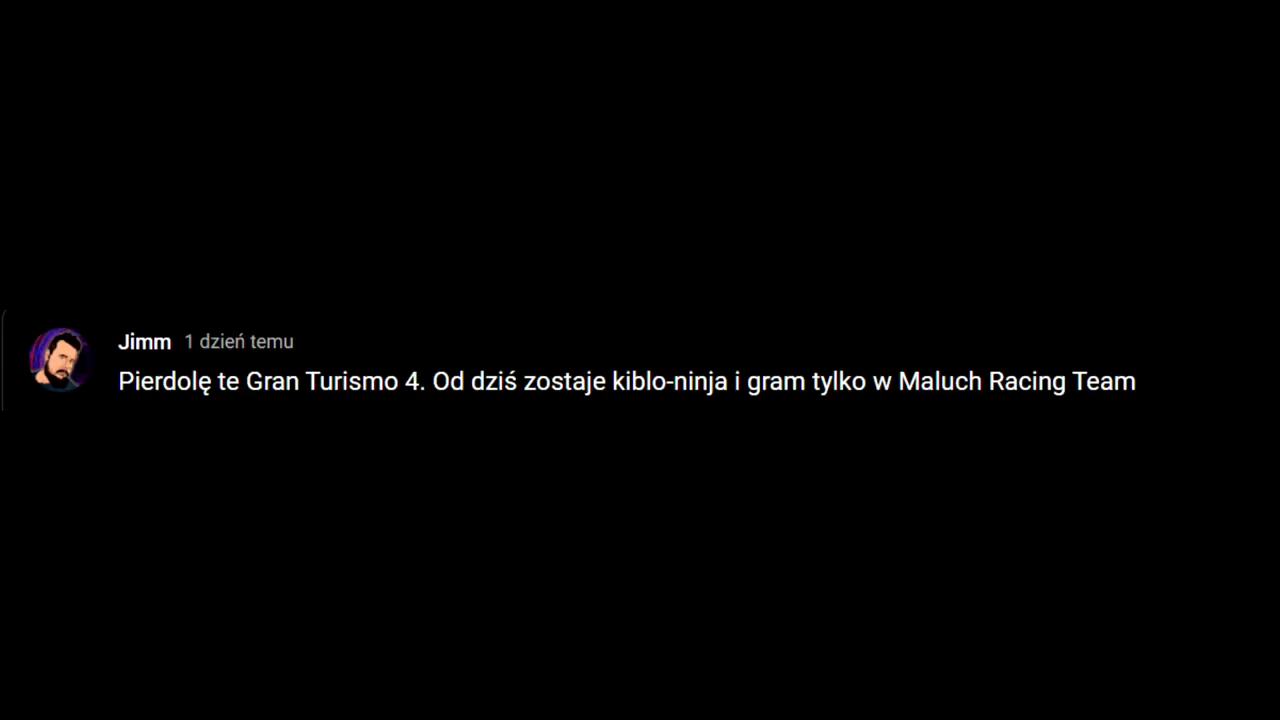 Jimm 1 dzień temu
Pierdolę te Gran Turismo 4. Od dziś zostaje kiblo-ninja i gram tylko w Maluch Racing Team